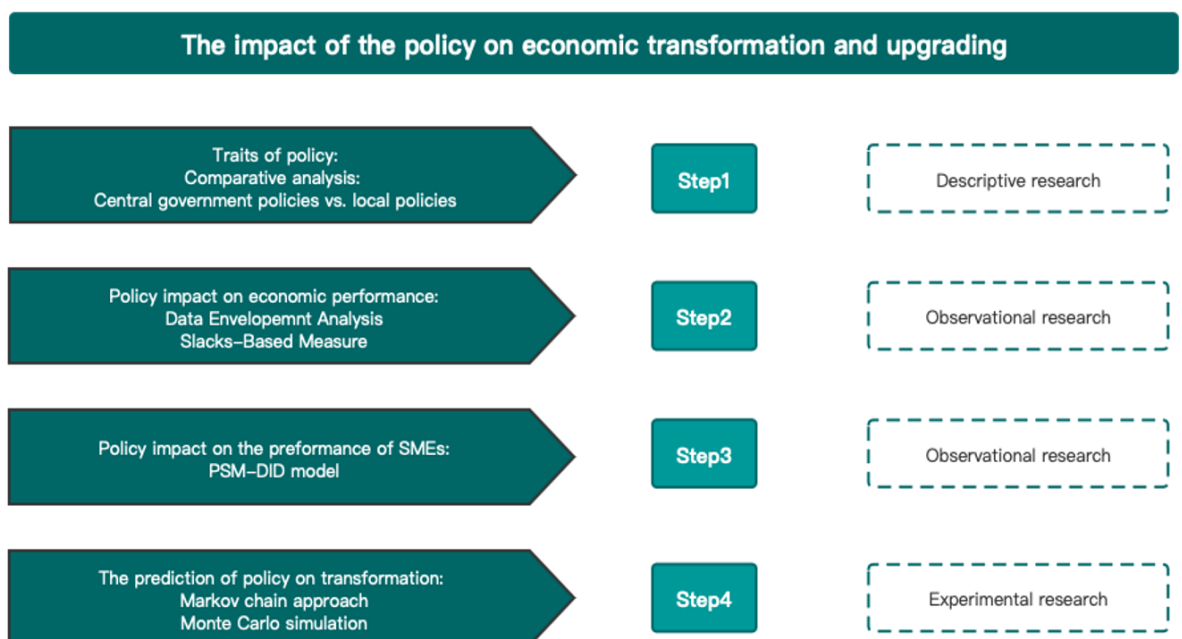 The impact of the policy on economic transformation and upgrading
Traits of policy:
Comparative analysis:
Central government policies vs. local policies
Step1
Descriptive research
Policy impact on economic performance:
Data Envelopemnt Analysis
Slacks-Based Measure
Step2
Observational research
Policy impact on the preformance of SMEs:
PSM-DID model
Step3
Observational research
The prediction of policy on transformation:
Markov chain approach
Monte Carlo simulation
Step4
Experimental research